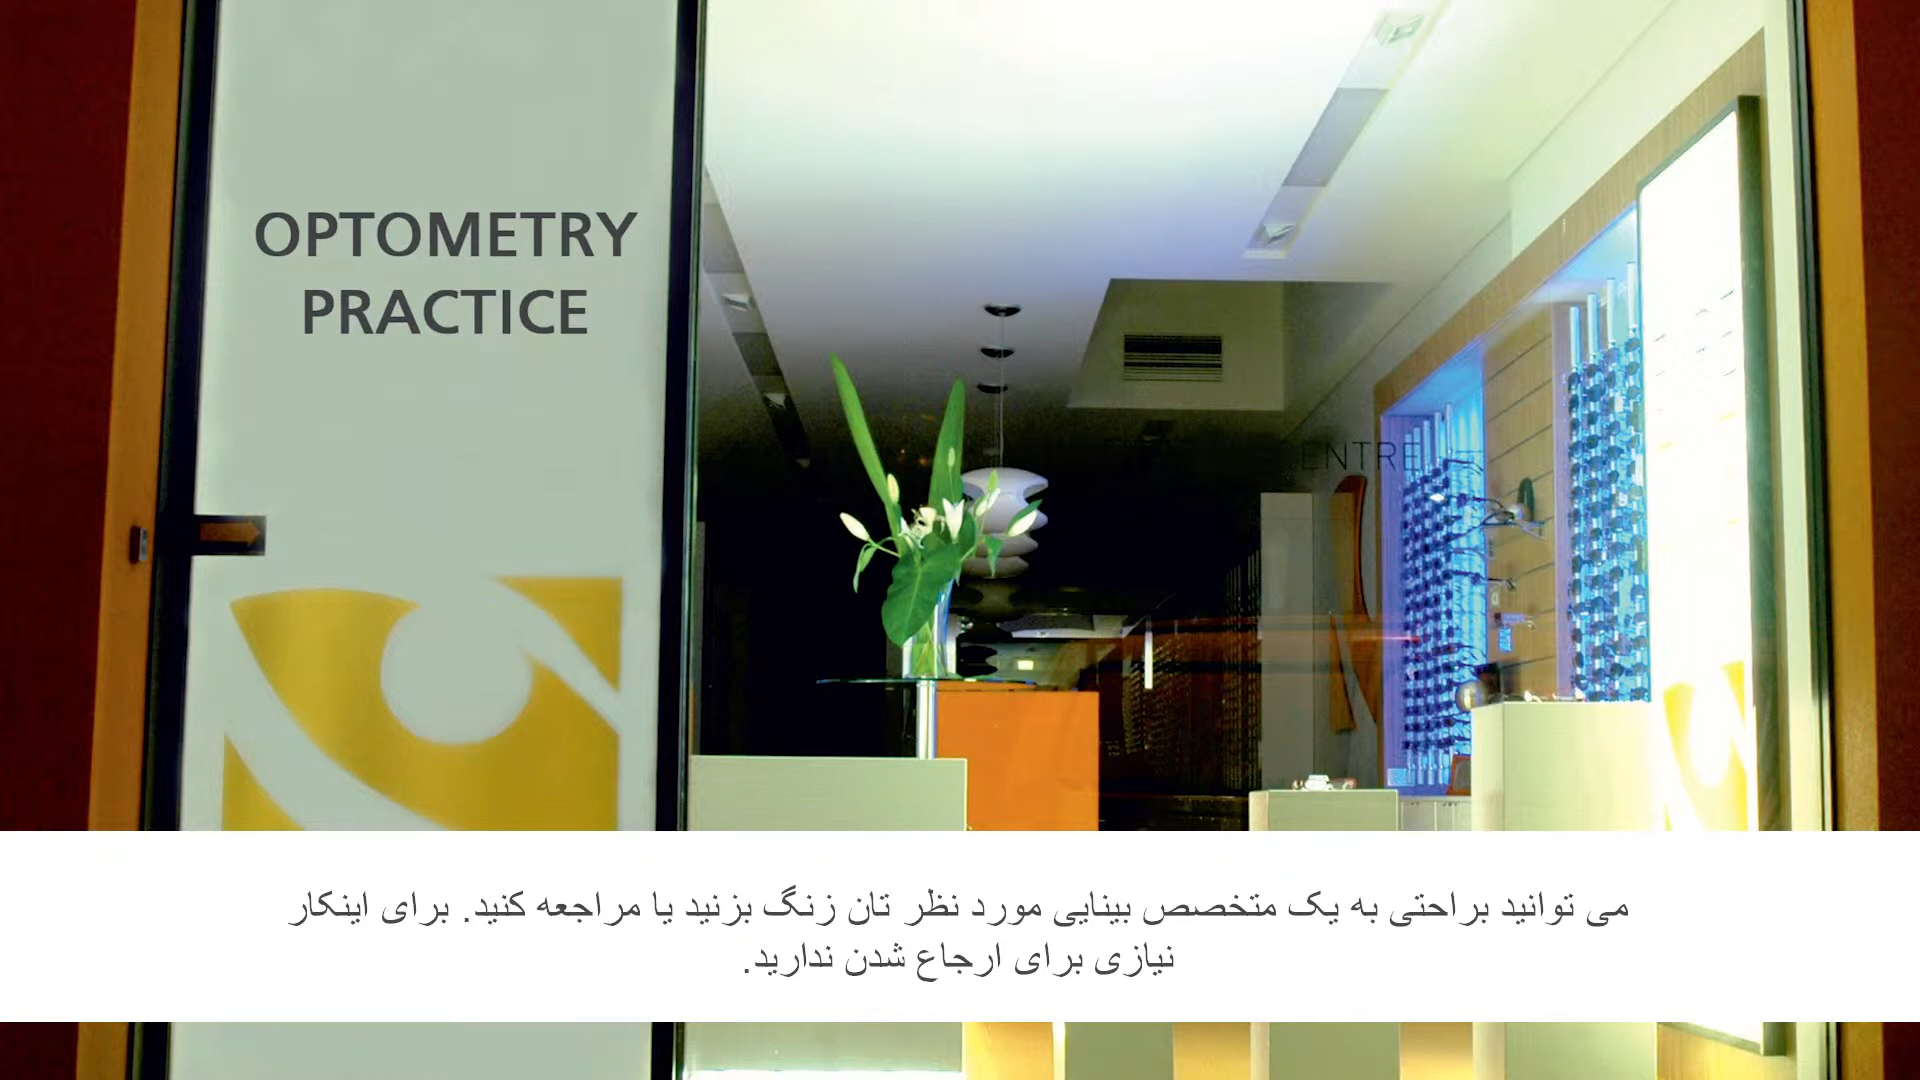 OPTOMETRY
PRACTICE
ENTRE
می توانید براحتی به یک متخصص بینایی مورد نظر تان زنگ بزنید یا مراجعه کنید. برای اینکار
نیازی برای ارجاع شدن ندارید.